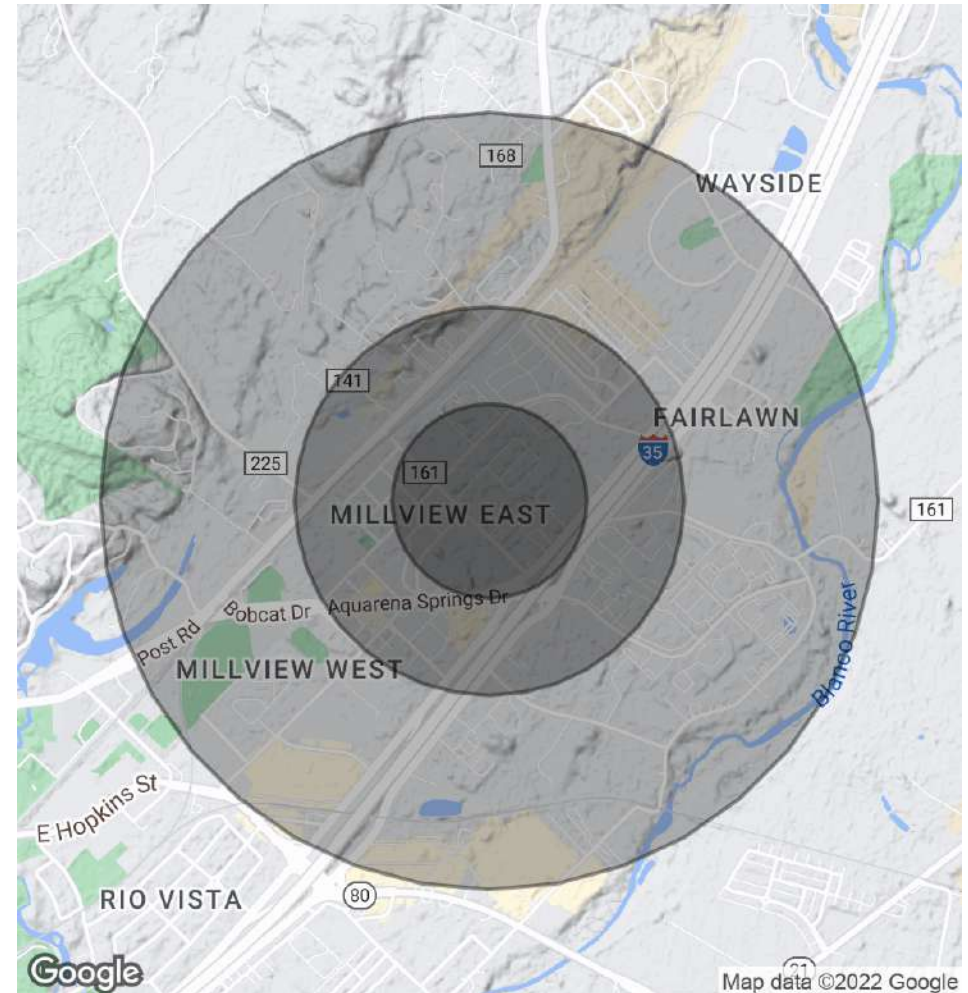 168
WAYSIDE
141
FAIRLAWN
35
225
161
161
MILLVIEW EAST
Bobcat Dr
Aquarena Springs Dr
Post Rd
MILLVIEW WEST
Blanco River
E Hopkins St
RIO VISTA
80
21
Google
Map data ©2022 Google